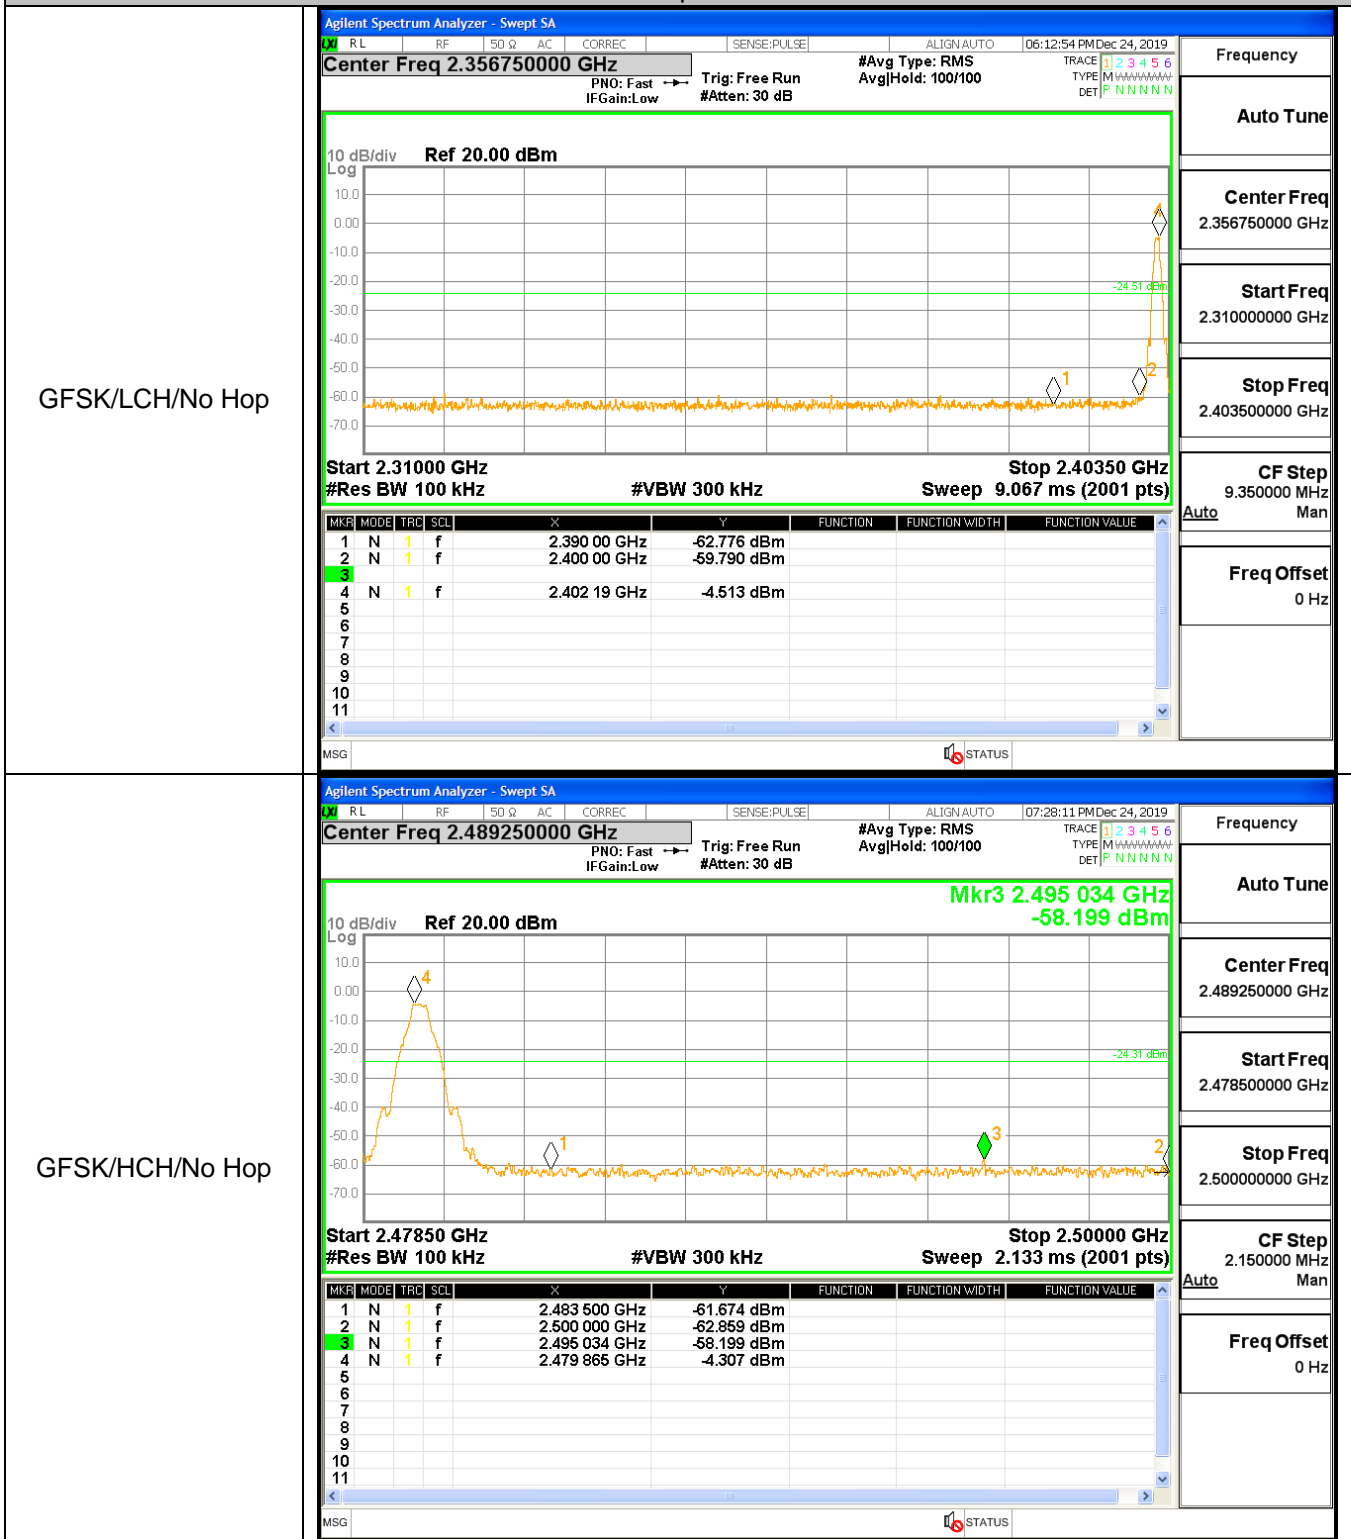 GFSK/LCH/No Hop
Agilent Spectrum Analyzer - Swept SA
LXI RL RF 50 Ω AC CORREC SENSE:PULSE ALIGN AUTO 06:12:54 PM Dec 24, 2019
Center Freq 2.356750000 GHz
PNO: Fast
IFGain:Low
Trig: Free Run
#Atten: 30 dB
#Avg Type: RMS
Avg|Hold: 100/100
TRACE 1 2 3 4 5 6
TYPE M WWWWW
DET P N N N N N
10 dB/div Ref 20.00 dBm
Log
10.0
0.00
-10.0
-20.0
-30.0
-40.0
-50.0
-60.0
-70.0
4
-24.51 dBm
1
2
Start 2.31000 GHz Stop 2.40350 GHz
#Res BW 100 kHz #VBW 300 kHz Sweep 9.067 ms (2001 pts)
MKR MODE TRC SCL X Y FUNCTION FUNCTION WIDTH FUNCTION VALUE
1 N 1 f 2.390 00 GHz -62.776 dBm
2 N 1 f 2.400 00 GHz -59.790 dBm
3
4 N 1 f 2.402 19 GHz -4.513 dBm
5
6
7
8
9
10
11
MSG STATUS
Frequency
Auto Tune
Center Freq
2.356750000 GHz
Start Freq
2.310000000 GHz
Stop Freq
2.403500000 GHz
CF Step
9.350000 MHz
Auto Man
Freq Offset
0 Hz
GFSK/HCH/No Hop
Agilent Spectrum Analyzer - Swept SA
LXI RL RF 50 Ω AC CORREC SENSE:PULSE ALIGN AUTO 07:28:11 PM Dec 24, 2019
Center Freq 2.489250000 GHz
PNO: Fast
IFGain:Low
Trig: Free Run
#Atten: 30 dB
#Avg Type: RMS
Avg|Hold: 100/100
TRACE 1 2 3 4 5 6
TYPE M WWWWW
DET P N N N N N
Mkr3 2.495 034 GHz
-58.199 dBm
10 dB/div Ref 20.00 dBm
Log
10.0
0.00
-10.0
-20.0
-30.0
-40.0
-50.0
-60.0
-70.0
4
-24.31 dBm
1
3
2
Start 2.47850 GHz Stop 2.50000 GHz
#Res BW 100 kHz #VBW 300 kHz Sweep 2.133 ms (2001 pts)
MKR MODE TRC SCL X Y FUNCTION FUNCTION WIDTH FUNCTION VALUE
1 N 1 f 2.483 500 GHz -61.674 dBm
2 N 1 f 2.500 000 GHz -62.859 dBm
3 N 1 f 2.495 034 GHz -58.199 dBm
4 N 1 f 2.479 865 GHz -4.307 dBm
5
6
7
8
9
10
11
MSG STATUS
Frequency
Auto Tune
Center Freq
2.489250000 GHz
Start Freq
2.478500000 GHz
Stop Freq
2.500000000 GHz
CF Step
2.150000 MHz
Auto Man
Freq Offset
0 Hz